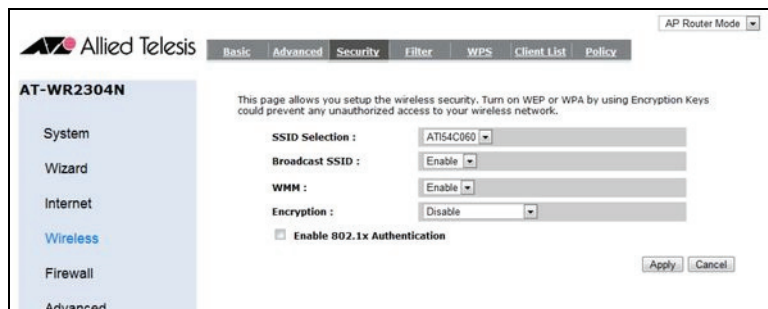 AP Router Mode
Allied Telesis
Basic Advanced Security Filter WPS Client List Policy
AT-WR2304N
System
Wizard
Internet
Wireless
Firewall
Advanced
This page allows you setup the wireless security. Turn on WEP or WPA by using Encryption Keys
could prevent any unauthorized access to your wireless network.
SSID Selection : ATI54C060
Broadcast SSID : Enable
WMM : Enable
Encryption : Disable
Enable 802.1x Authentication
Apply Cancel